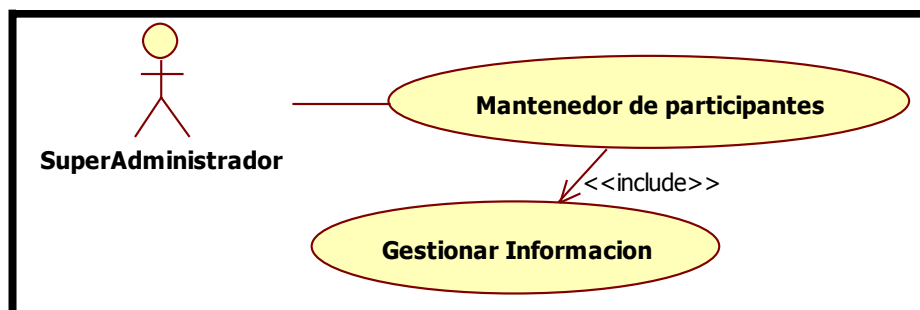 Mantenedor de participantes
SuperAdministrador
<<include>>
Gestionar Informacion